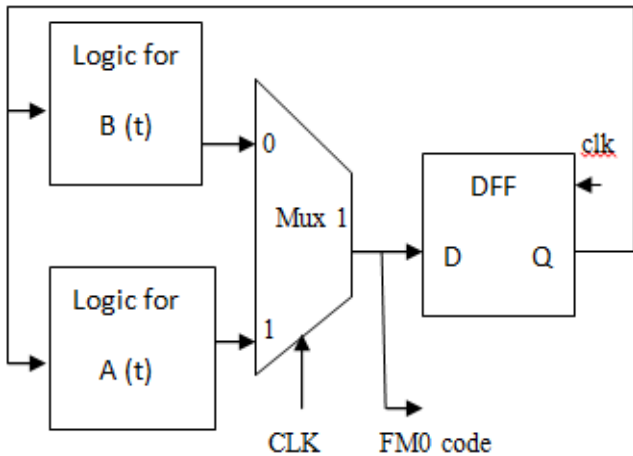 Logic for
B (t)
0
Mux 1
clk
DFF
D Q
Logic for
A (t)
1
CLK
FM0 code